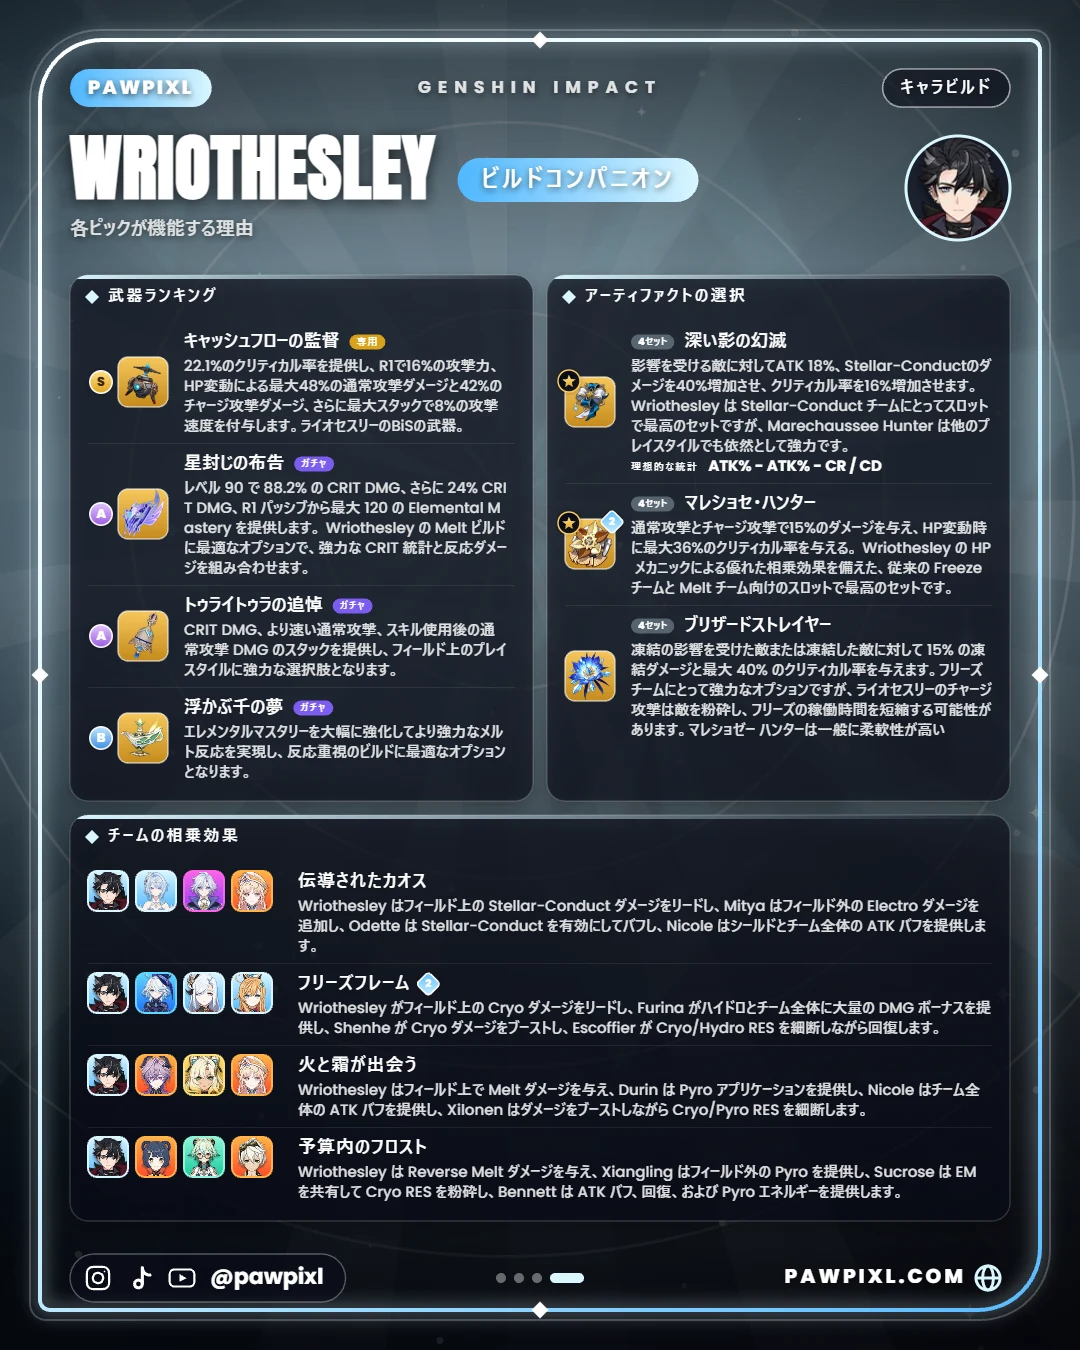 PAWPIXL
GENSHIN IMPACT
キャラビルド
WRIOTHESLEY
ビルドコンパニオン
各ピックが機能する理由
武器ランキング
S
キャッシュフローの監督 専用
22.1%のクリティカル率を提供し、R1で16%の攻撃力、
HP変動による最大48%の通常攻撃ダメージと42%の
チャージ攻撃ダメージ、さらに最大スタックで8%の攻撃
速度を付与します。ライオセスリーのBiSの武器。
A
星封じの布告 ガチャ
レベル 90 で 88.2% の CRIT DMG、さらに 24% CRI
T DMG、R1 パッシブから最大 120 の Elemental M
astery を提供します。 Wriothesley の Melt ビルド
に最適なオプションで、強力な CRIT 統計と反応ダメー
ジを組み合わせます。
A
トゥライトゥラの追悼 ガチャ
CRIT DMG、より速い通常攻撃、スキル使用後の通
常攻撃 DMG のスタックを提供し、フィールド上のプレイ
スタイルに強力な選択肢となります。
B
浮かぶ千の夢 ガチャ
エレメンタルマスタリーを大幅に強化してより強力なメル
ト反応を実現し、反応重視のビルドに最適なオプション
となります。
アーティファクトの選択
4セット 深い影の幻滅
影響を受ける敵に対してATK 18%、Stellar-Conductのダ
メージを40%増加させ、クリティカル率を16%増加させます。
Wriothesley は Stellar-Conduct チームにとってスロット
で最高のセットですが、Marechaussee Hunter は他のプ
レイスタイルでも依然として強力です。
理想的な統計 ATK% - ATK% - CR / CD
2
4セット マレショセ・ハンター
通常攻撃とチャージ攻撃で15%のダメージを与え、HP変動時
に最大36%のクリティカル率を与える。 Wriothesley の HP
メカニックによる優れた相乗効果を備えた、従来の Freeze
チームと Melt チーム向けのスロットで最高のセットです。
4セット ブリザードストレイヤー
凍結の影響を受けた敵または凍結した敵に対して 15% の凍
結ダメージと最大 40% のクリティカル率を与えます。フリーズ
チームにとって強力なオプションですが、ライオセスリーのチャージ
攻撃は敵を粉砕し、フリーズの稼働時間を短縮する可能性が
あります。マレショゼー ハンターは一般に柔軟性が高い
チームの相乗効果
伝導されたカオス
Wriothesley はフィールド上の Stellar-Conduct ダメージをリードし、Mitya はフィールド外の Electro ダメージを
追加し、Odette は Stellar-Conduct を有効にしてバフし、Nicole はシールドとチーム全体の ATK バフを提供しま
す。
フリーズフレーム 2
Wriothesley がフィールド上の Cryo ダメージをリードし、Furina がハイドロとチーム全体に大量の DMG ボーナスを提
供し、Shenhe が Cryo ダメージをブーストし、Escoffier が Cryo/Hydro RES を細断しながら回復します。
火と霜が出会う
Wriothesley はフィールド上で Melt ダメージを与え、Durin は Pyro アプリケーションを提供し、Nicole はチーム全
体の ATK バフを提供し、Xilonen はダメージをブーストしながら Cryo/Pyro RES を細断します。
予算内のフロスト
Wriothesley は Reverse Melt ダメージを与え、Xiangling はフィールド外の Pyro を提供し、Sucrose は EM
を共有して Cryo RES を粉砕し、Bennett は ATK バフ、回復、および Pyro エネルギーを提供します。
@pawpixl
PAWPIXL.COM